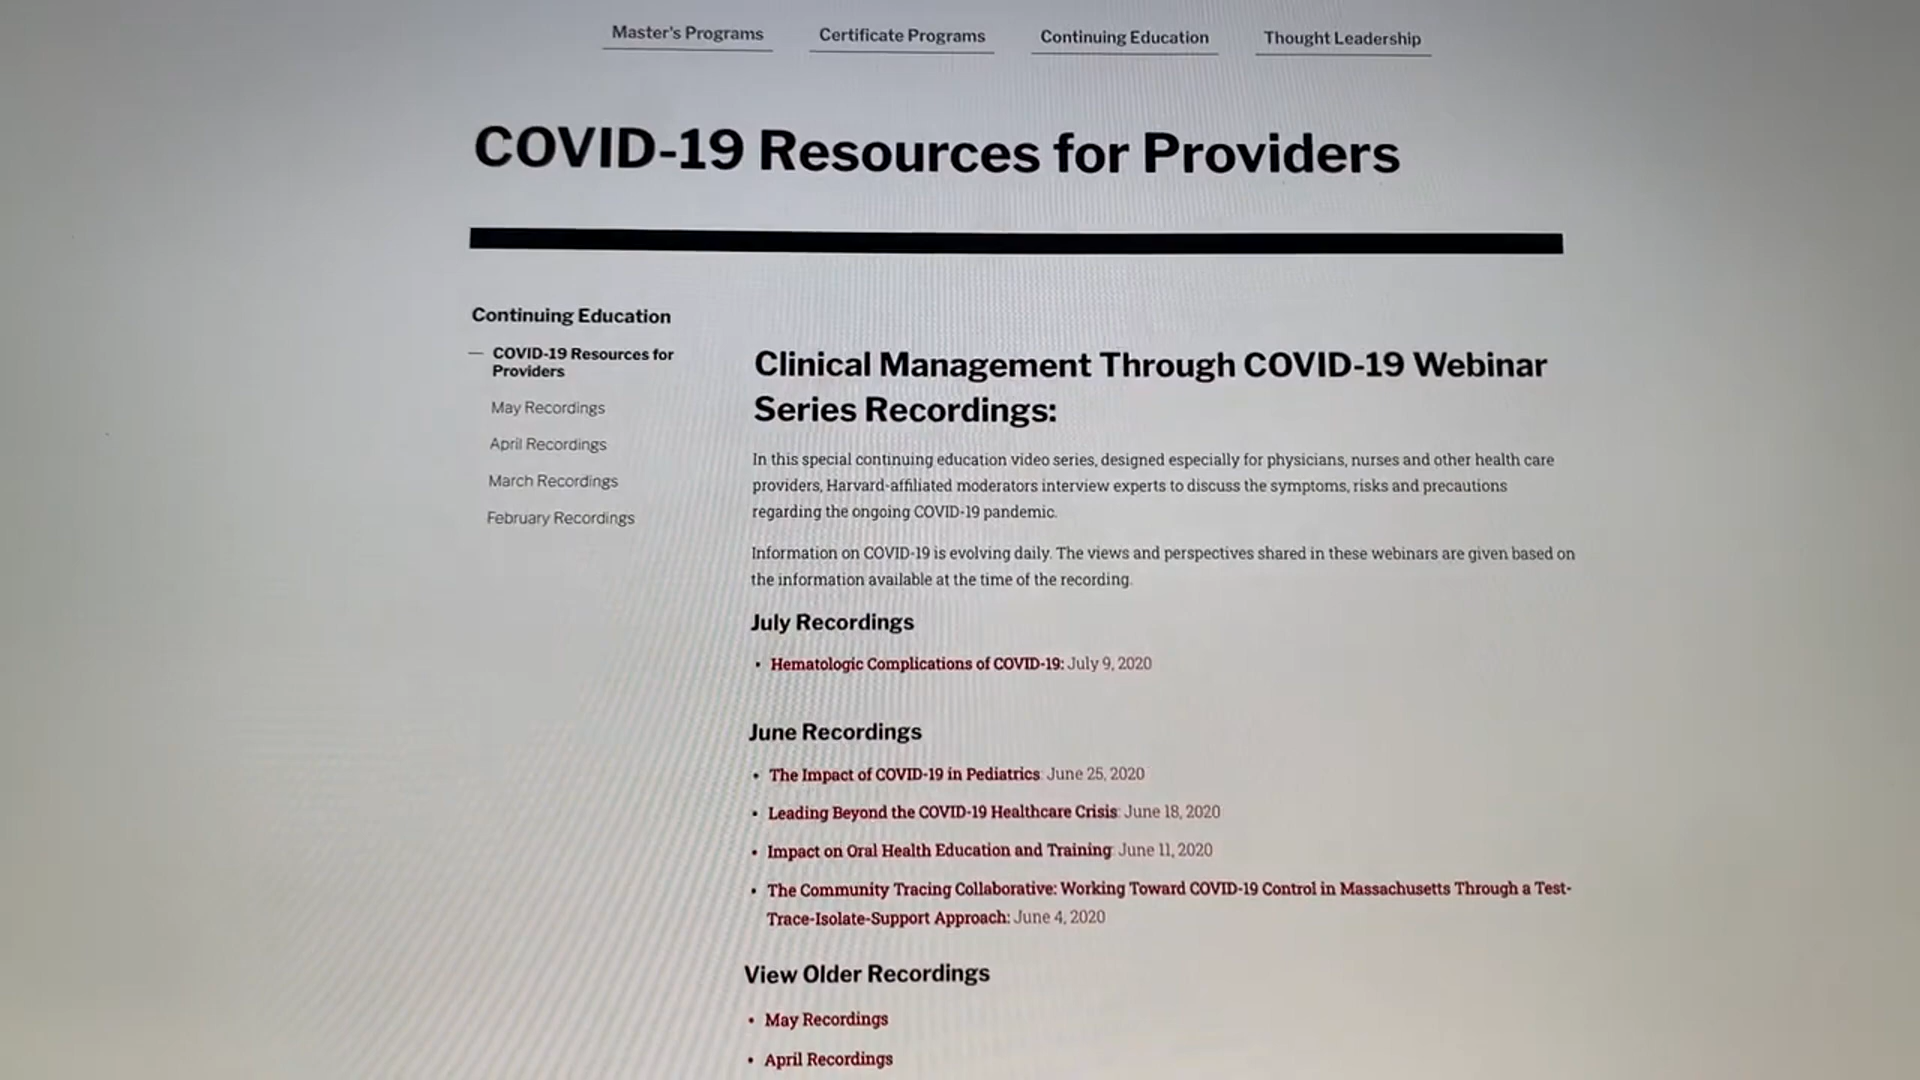 Master's Programs
Certificate Programs
Continuing Education
Thought Leadership
COVID-19 Resources for Providers
Continuing Education
— COVID-19 Resources for
Providers
May Recordings
April Recordings
March Recordings
February Recordings
Clinical Management Through COVID-19 Webinar
Series Recordings:
In this special continuing education video series, designed especially for physicians, nurses and other health care
providers, Harvard-affiliated moderators interview experts to discuss the symptoms, risks and precautions
regarding the ongoing COVID-19 pandemic.
Information on COVID-19 is evolving daily. The views and perspectives shared in these webinars are given based on
the information available at the time of the recording.
July Recordings
• Hematologic Complications of COVID-19: July 9, 2020
June Recordings
• The Impact of COVID-19 in Pediatrics: June 25, 2020
• Leading Beyond the COVID-19 Healthcare Crisis: June 18, 2020
• Impact on Oral Health Education and Training: June 11, 2020
• The Community Tracing Collaborative: Working Toward COVID-19 Control in Massachusetts Through a Test-
Trace-Isolate-Support Approach: June 4, 2020
View Older Recordings
• May Recordings
• April Recordings